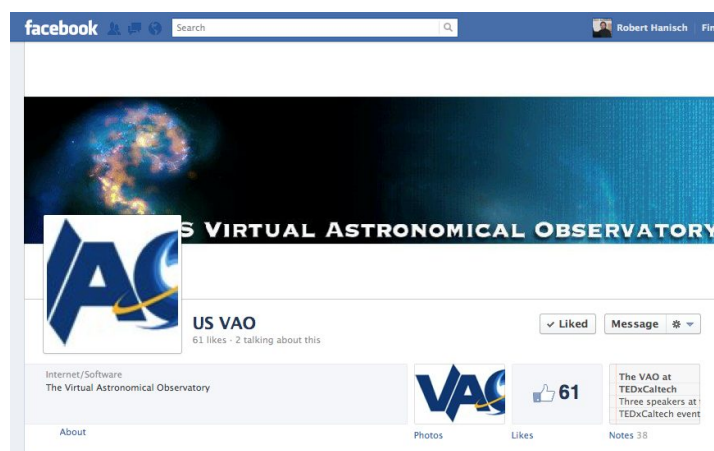 facebook
Search
Robert Hanisch
Fin
S VIRTUAL ASTRONOMICAL OBSERVATORY
VAO
US VAO
61 likes · 2 talking about this
✓ Liked
Message
Internet/Software
The Virtual Astronomical Observatory
About
VAO
Photos
61
Likes
The VAO at
TEDxCaltech
Three speakers at
TEDxCaltech event
Notes 38